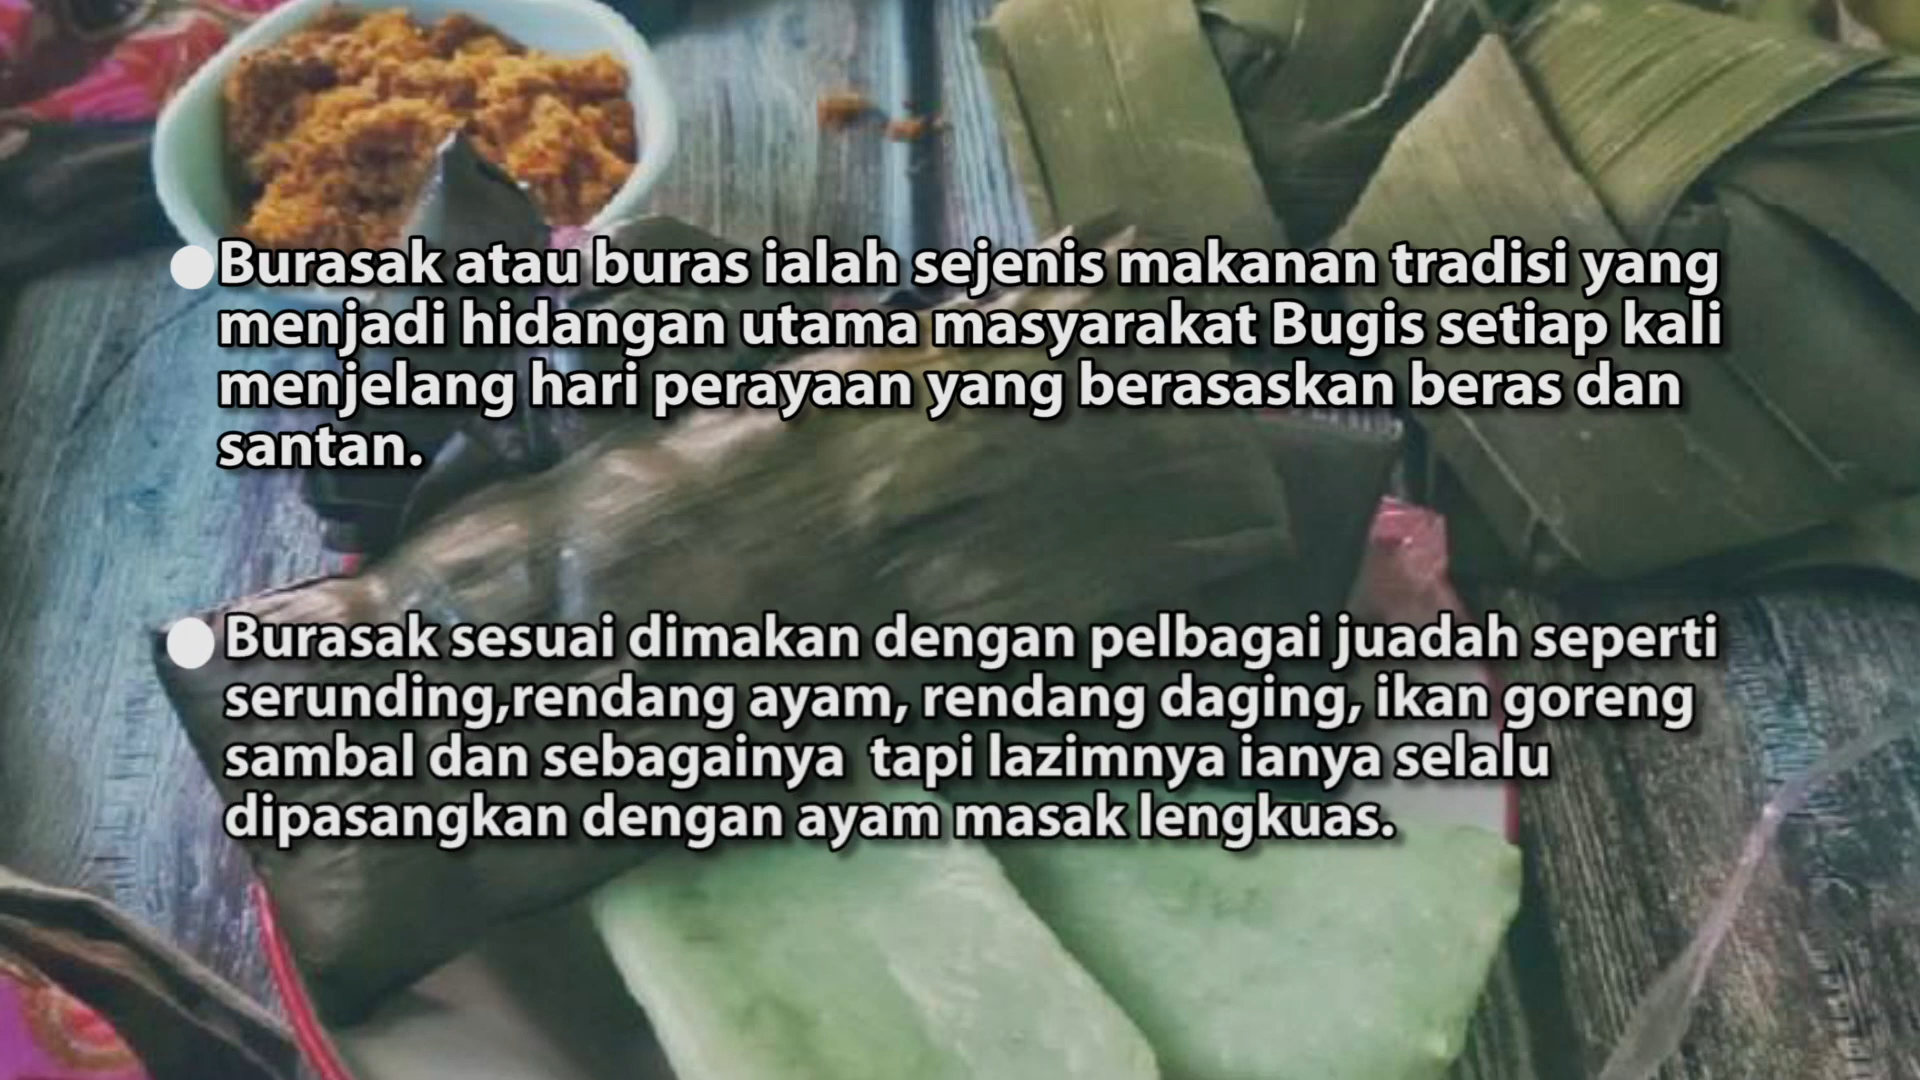 ●Burasak atau buras ialah sejenis makanan tradisi yang
menjadi hidangan utama masyarakat Bugis setiap kali
menjelang hari perayaan yang berasaskan beras dan
santan.
●Burasak sesuai dimakan dengan pelbagai juadah seperti
serunding,rendang ayam, rendang daging, ikan goreng
sambal dan sebagainya  tapi lazimnya ianya selalu
dipasangkan dengan ayam masak lengkuas.